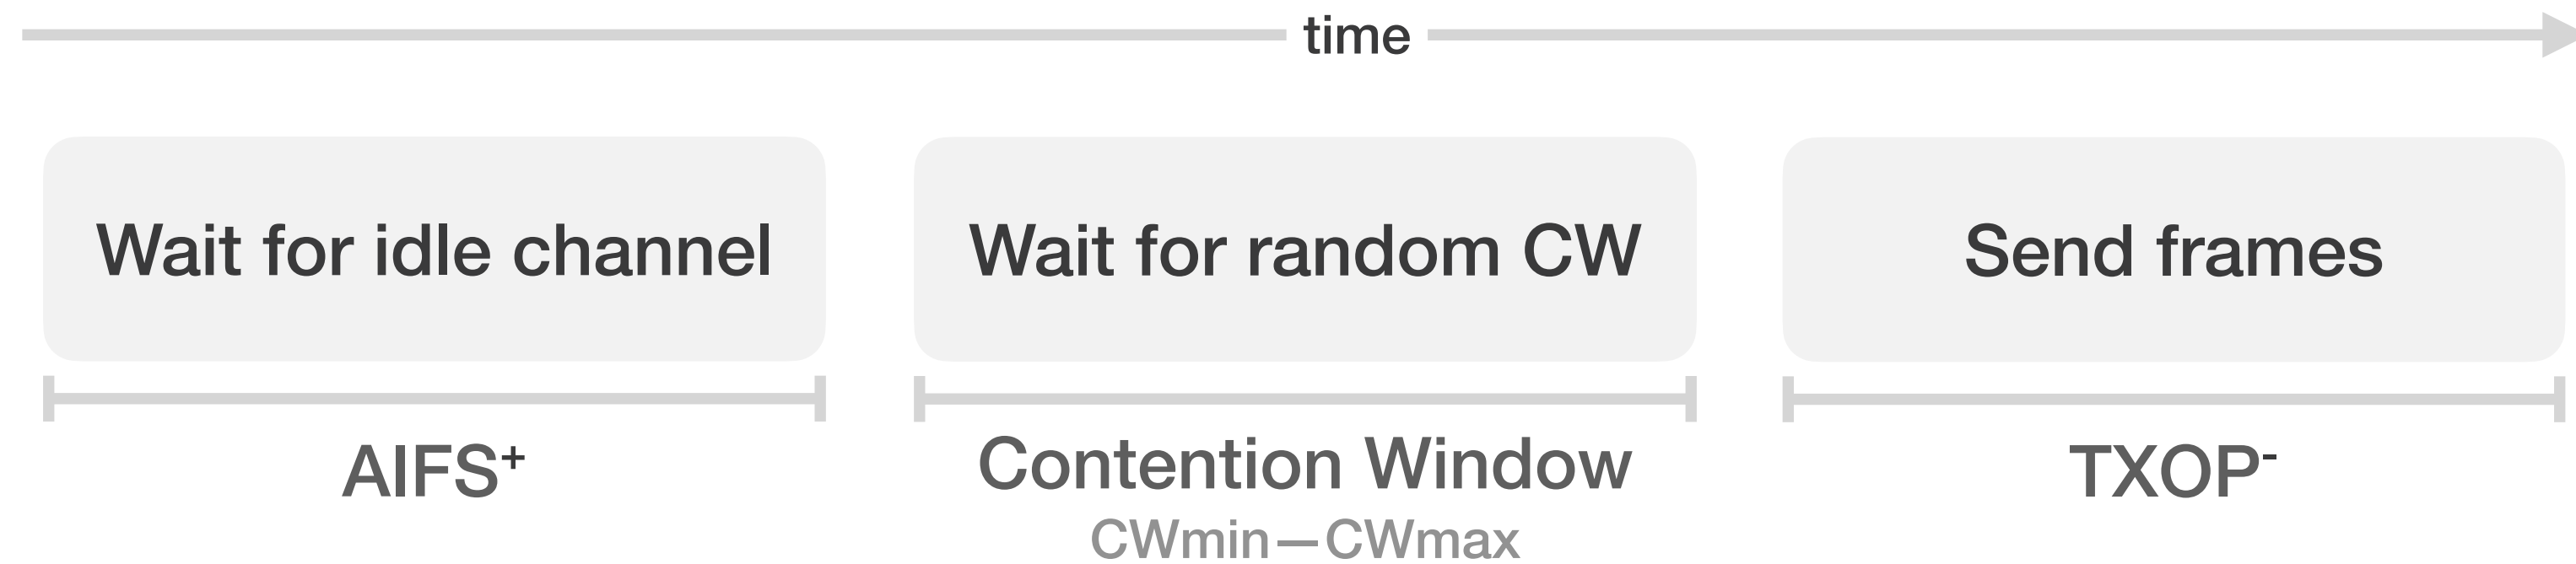 time
Wait for idle channel
Wait for random CW
Send frames
AIFS⁺
Contention Window
TXOP⁻
CWmin—CWmax